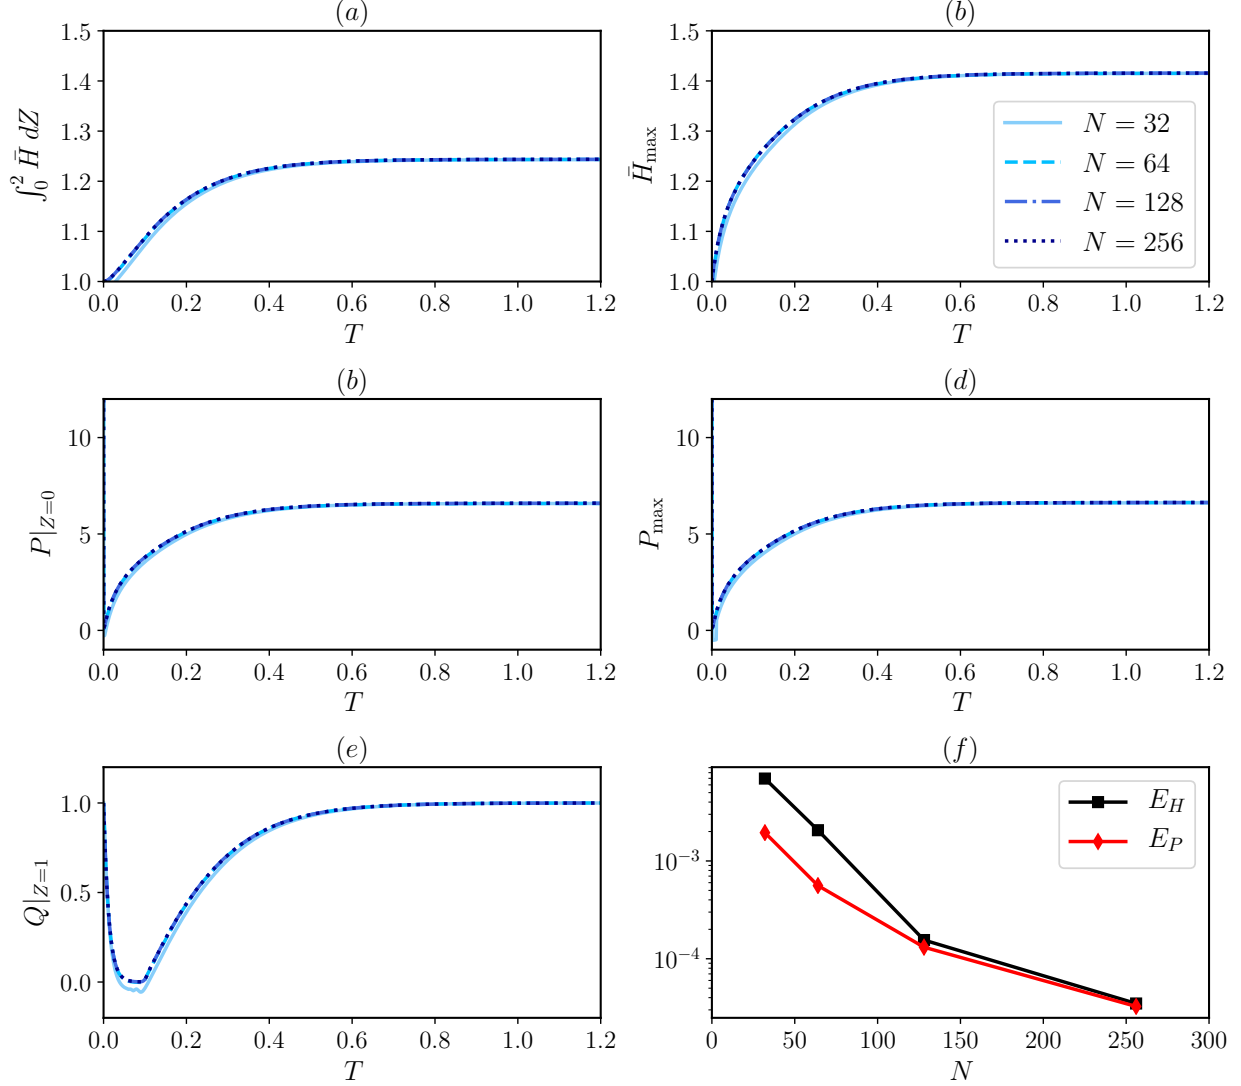 (a)
1.5
1.4
1.3
1.2
1.1
1.0
∫₀² H̄ dZ
0.0 0.2 0.4 0.6 0.8 1.0 1.2
T
(b)
1.5
1.4
1.3
1.2
1.1
1.0
H̄max
N = 32
N = 64
N = 128
N = 256
0.0 0.2 0.4 0.6 0.8 1.0 1.2
T
(b)
10
5
0
P|Z=0
0.0 0.2 0.4 0.6 0.8 1.0 1.2
T
(d)
10
5
0
Pmax
0.0 0.2 0.4 0.6 0.8 1.0 1.2
T
(e)
1.0
0.5
0.0
Q|Z=1
0.0 0.2 0.4 0.6 0.8 1.0 1.2
T
(f)
10⁻³
10⁻⁴
E_H
E_P
0 50 100 150 200 250 300
N